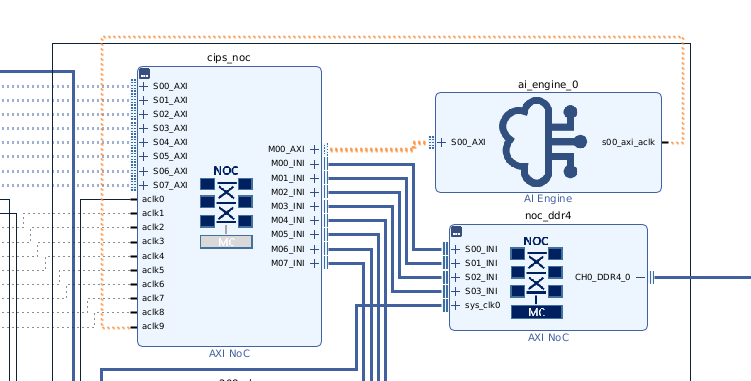 cips_noc
S00_AXI
S01_AXI
S02_AXI
S03_AXI
S04_AXI
S05_AXI
S06_AXI
S07_AXI
aclk0
aclk1
aclk2
aclk3
aclk4
aclk5
aclk6
aclk7
aclk8
aclk9
NOC
MC
M00_AXI
M00_INI
M01_INI
M02_INI
M03_INI
M04_INI
M05_INI
M06_INI
M07_INI
AXI NoC
ai_engine_0
S00_AXI
s00_axi_aclk
AI Engine
noc_ddr4
S00_INI
S01_INI
S02_INI
S03_INI
sys_clk0
NOC
MC
CH0_DDR4_0
AXI NoC